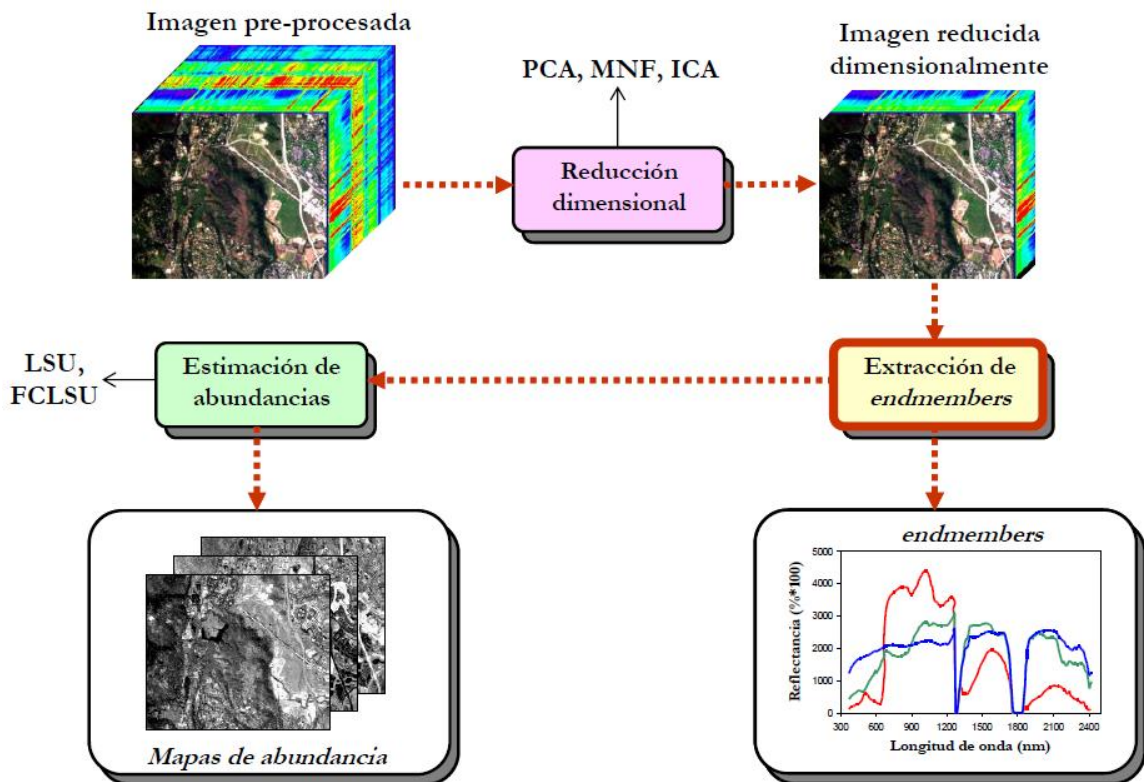 Imagen pre-procesada
PCA, MNF, ICA
Imagen reducida
dimensionalmente
Reducción
dimensional
LSU,
FCLSU
Estimación de
abundancias
Extracción de
endmembers
Mapas de abundancia
endmembers
Reflectancia (%*100)
5000
4000
3000
2000
1000
0
300 600 900 1200 1500 1800 2100 2400
Longitud de onda (nm)